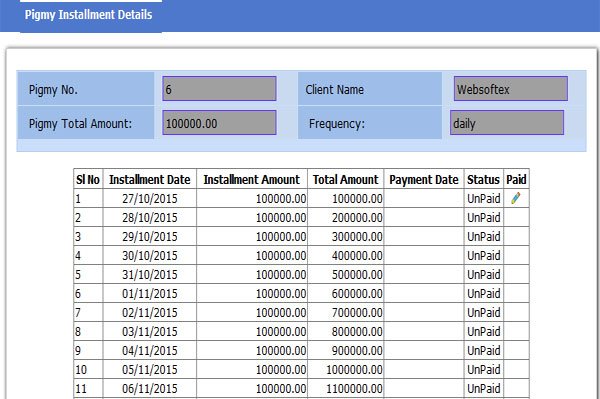 Pigmy Installment Details
Pigmy No. 6 Client Name Websoftex
Pigmy Total Amount: 100000.00 Frequency: daily
Sl No Installment Date Installment Amount Total Amount Payment Date Status Paid
1 27/10/2015 100000.00 100000.00 UnPaid
2 28/10/2015 100000.00 200000.00 UnPaid
3 29/10/2015 100000.00 300000.00 UnPaid
4 30/10/2015 100000.00 400000.00 UnPaid
5 31/10/2015 100000.00 500000.00 UnPaid
6 01/11/2015 100000.00 600000.00 UnPaid
7 02/11/2015 100000.00 700000.00 UnPaid
8 03/11/2015 100000.00 800000.00 UnPaid
9 04/11/2015 100000.00 900000.00 UnPaid
10 05/11/2015 100000.00 1000000.00 UnPaid
11 06/11/2015 100000.00 1100000.00 UnPaid